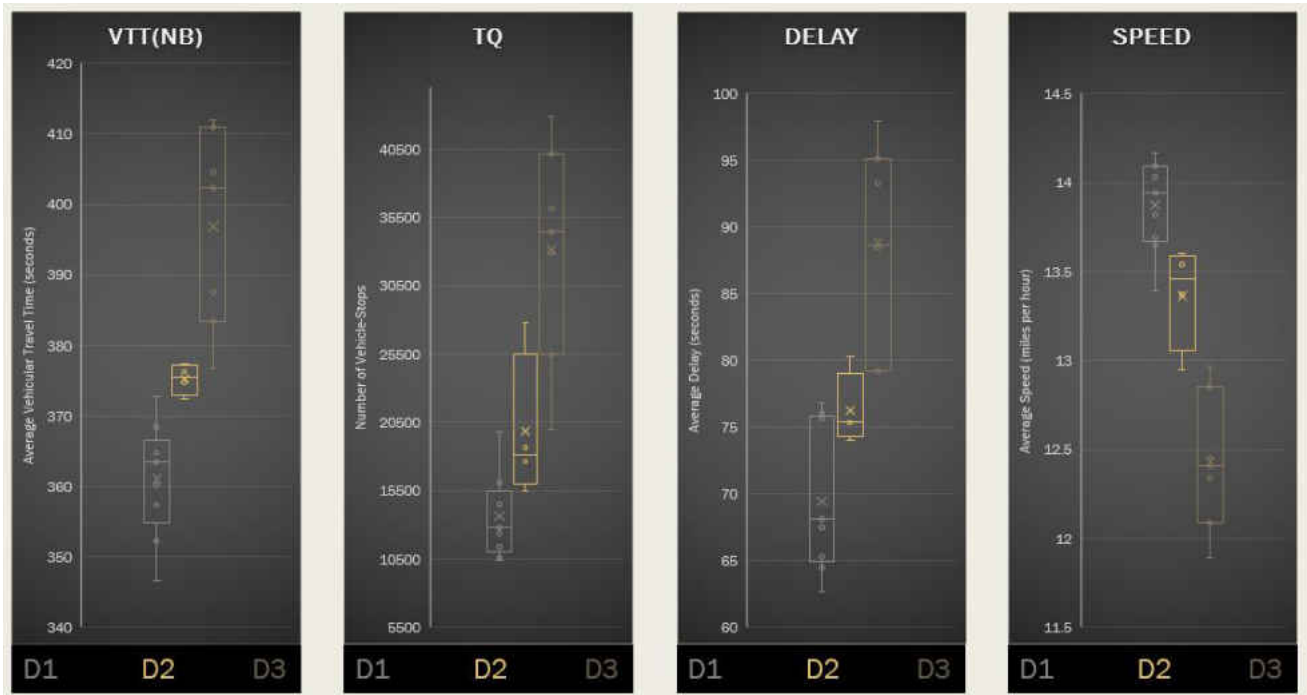 VTT(NB)
Average Vehicular Travel Time (seconds)
420
410
400
390
380
370
360
350
340
D1 D2 D3
TQ
Number of Vehicle-Stops
40500
35500
30500
25500
20500
15500
10500
5500
D1 D2 D3
DELAY
Average Delay (seconds)
100
95
90
85
80
75
70
65
60
D1 D2 D3
SPEED
Average Speed (miles per hour)
14.5
14
13.5
13
12.5
12
11.5
D1 D2 D3